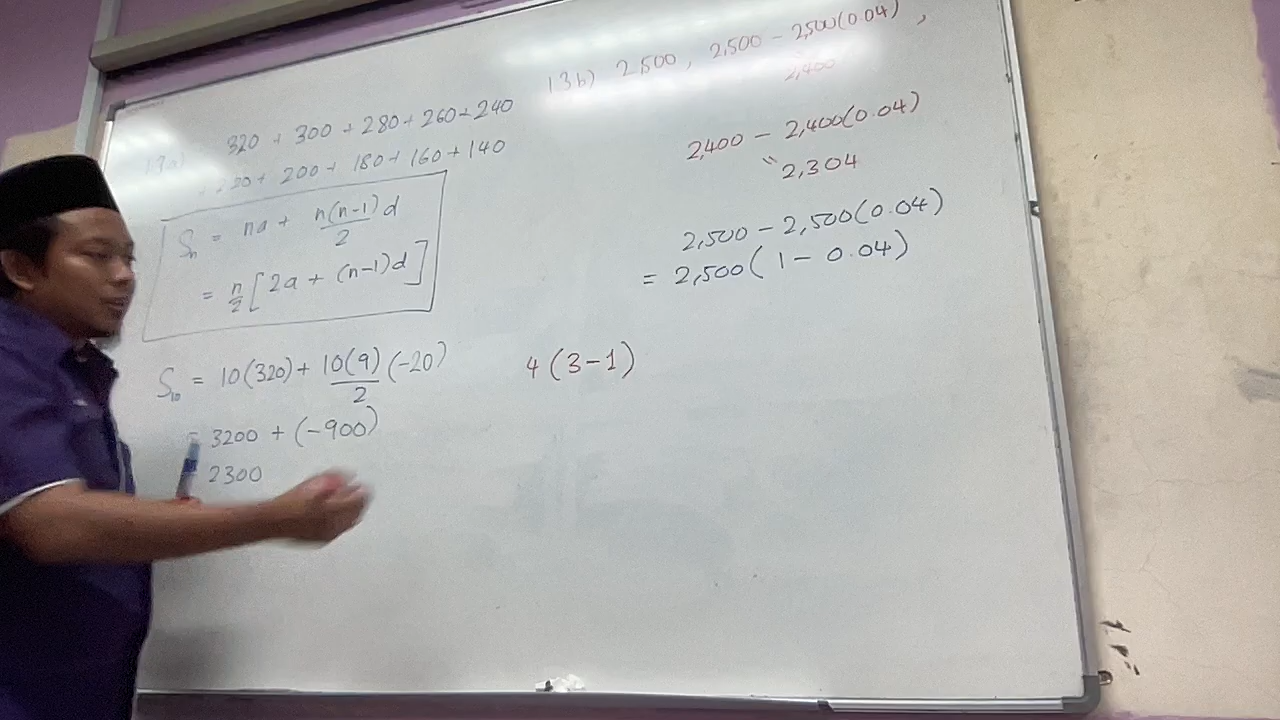 13a) 320 + 300 + 280 + 260 + 240
+ 220 + 200 + 180 + 160 + 140
Sn = na + n(n-1)d/2
= n/2 [2a + (n-1)d]
S10 = 10(320) + 10(9)/2 (-20)
= 3200 + (-900)
2300
4(3-1)
13b) 2,500, 2,500 - 2,500(0.04),
2,400
2,400 - 2,400(0.04)
" 2,304
2,500 - 2,500(0.04)
= 2,500(1 - 0.04)